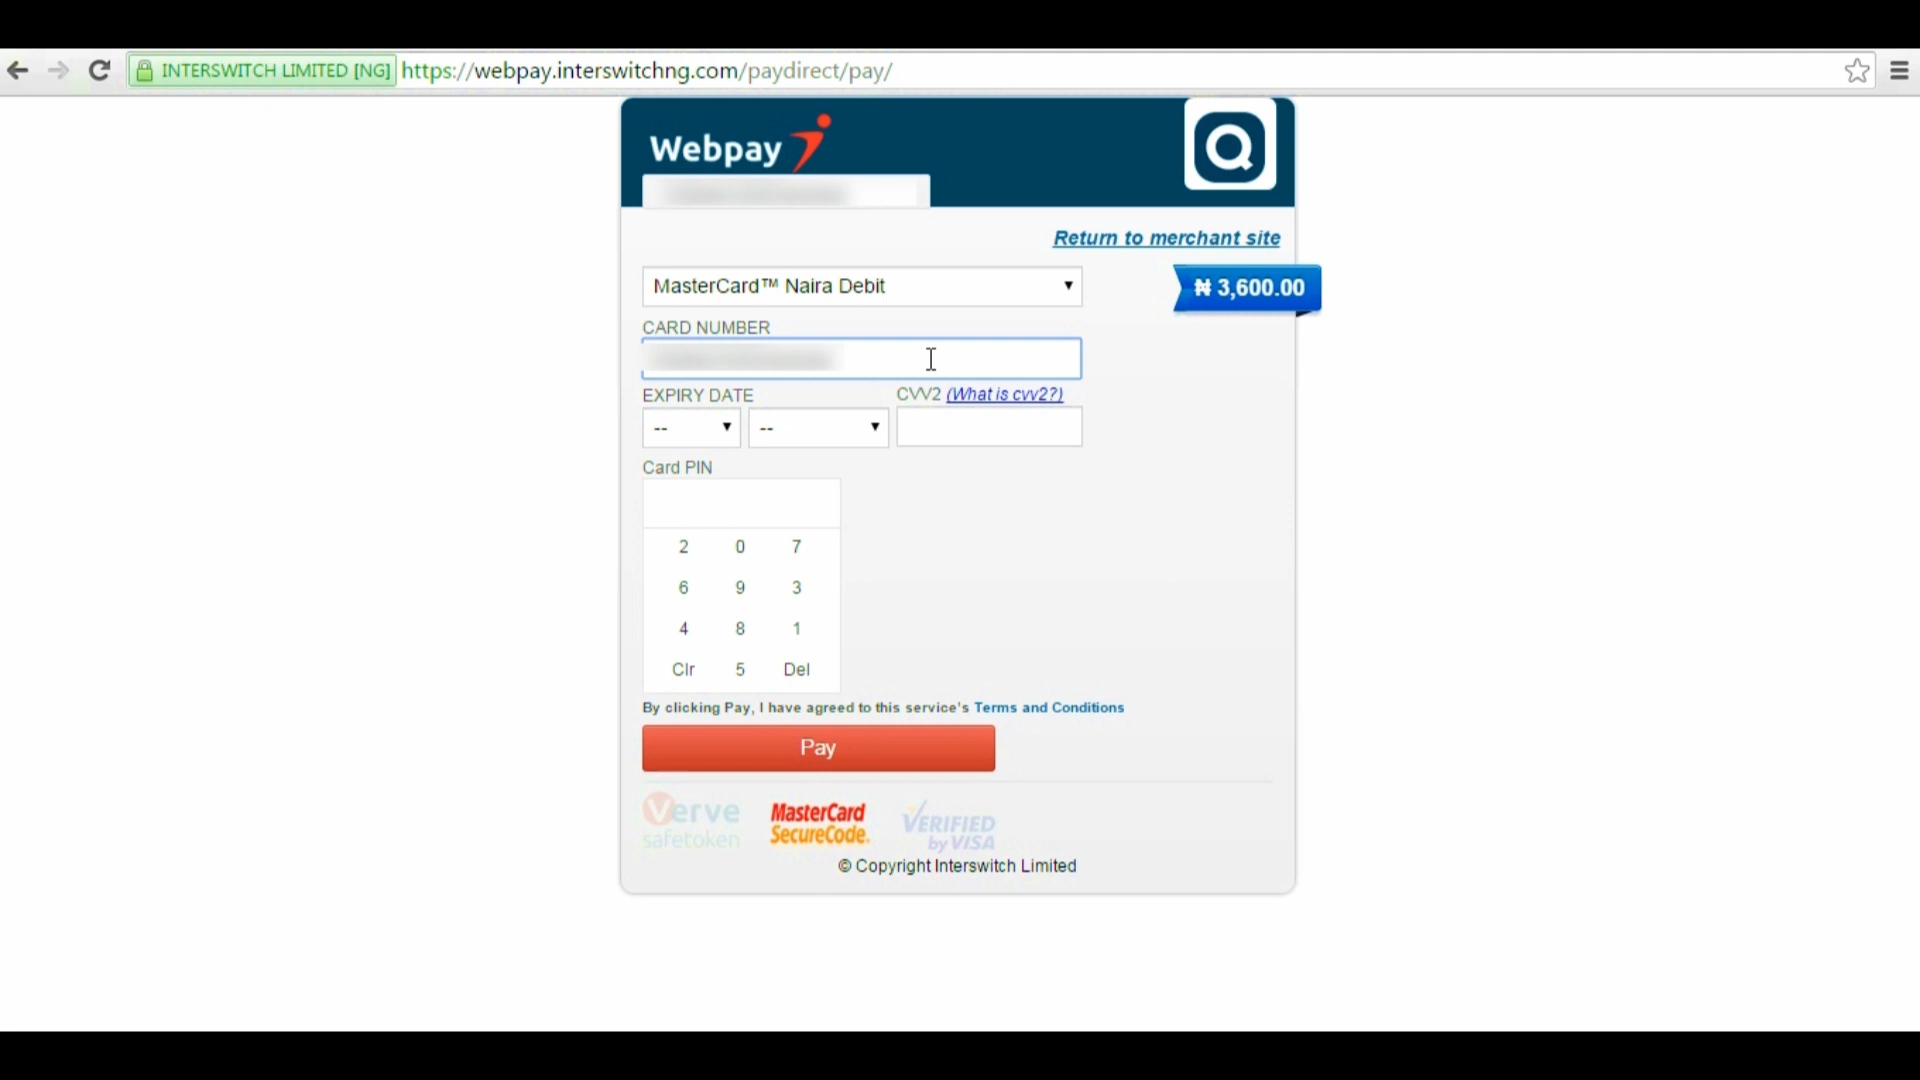 INTERSWITCH LIMITED [NG] https://webpay.interswitchng.com/paydirect/pay/
Webpay
Return to merchant site
MasterCard™ Naira Debit
₦ 3,600.00
CARD NUMBER
EXPIRY DATE CVV2 (What is cvv2?)
-- --
Card PIN
2 0 7
6 9 3
4 8 1
Clr 5 Del
By clicking Pay, I have agreed to this service's Terms and Conditions
Pay
Verve
safetoken
MasterCard
SecureCode.
VERIFIED
by VISA
© Copyright Interswitch Limited